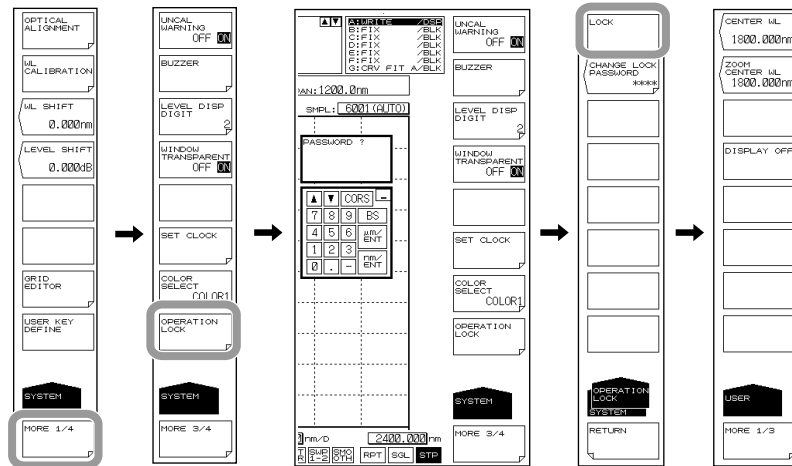 OPTICAL
ALIGNMENT
WL
CALIBRATION
WL SHIFT
0.000nm
LEVEL SHIFT
0.000dB
GRID
EDITOR
USER KEY
DEFINE
SYSTEM
MORE 1/4
UNCAL
WARNING
OFF ON
BUZZER
LEVEL DISP
DIGIT
2
WINDOW
TRANSPARENT
OFF ON
SET CLOCK
COLOR
SELECT
COLOR1
OPERATION
LOCK
SYSTEM
MORE 3/4
▲ ▼
A:WRITE /DSP
B:FIX /BLK
C:FIX /BLK
D:FIX /BLK
E:FIX /BLK
F:FIX /BLK
G:CRV FIT A/BLK
AN:1200.0nm
SMPL: 6001(AUTO)
PASSWORD ?
▲ ▼ CORS -
7 8 9 BS
4 5 6 µm/ENT
1 2 3 nm/ENT
0 . -
nm/D 2400.000 nm
SWP 1-2 SMOOTH RPT SGL STP
UNCAL
WARNING
OFF ON
BUZZER
LEVEL DISP
DIGIT
2
WINDOW
TRANSPARENT
OFF ON
SET CLOCK
COLOR
SELECT
COLOR1
OPERATION
LOCK
SYSTEM
MORE 3/4
LOCK
CHANGE LOCK
PASSWORD
****
OPERATION
LOCK
SYSTEM
RETURN
CENTER WL
1800.000nm
ZOOM
CENTER WL
1800.000nm
DISPLAY OFF
USER
MORE 1/3